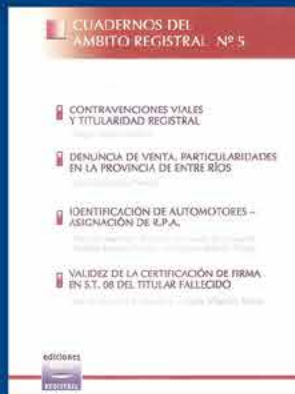 CUADERNOS DEL
ÁMBITO REGISTRAL Nº 5
CONTRAVENCIONES VIALES
Y TITULARIDAD REGISTRAL
DENUNCIA DE VENTA. PARTICULARIDADES
EN LA PROVINCIA DE ENTRE RÍOS
IDENTIFICACIÓN DE AUTOMOTORES –
ASIGNACIÓN DE R.P.A.
VALIDEZ DE LA CERTIFICACIÓN DE FIRMA
EN S.T. 08 DEL TITULAR FALLECIDO
ediciones
REGISTRAL